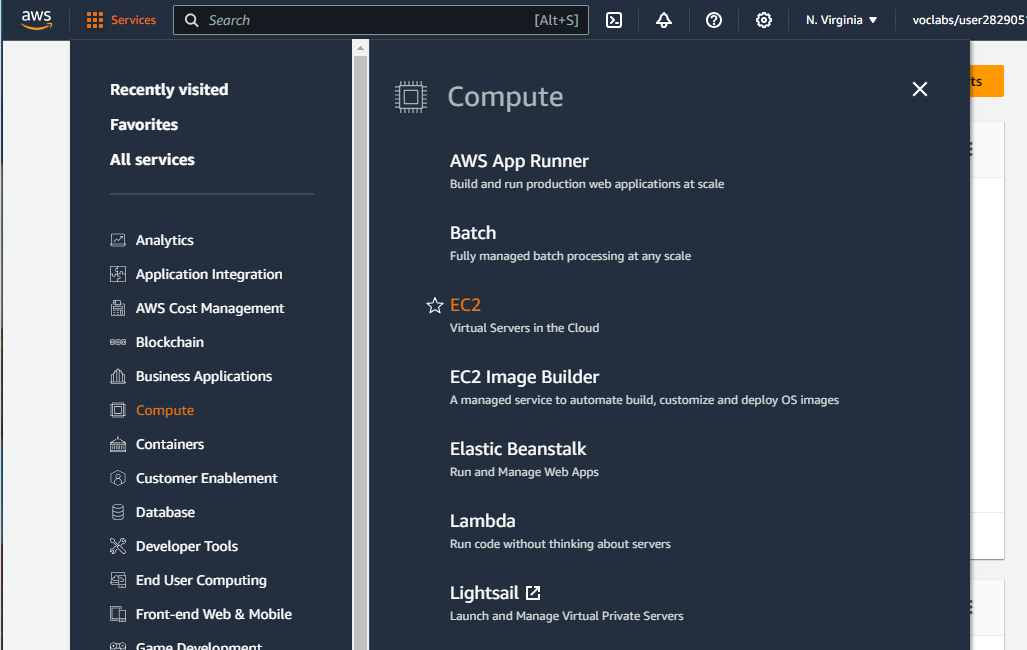 aws
Services
Search
[Alt+S]
N. Virginia
voclabs/user282905
ts
Recently visited
Favorites
All services
Analytics
Application Integration
AWS Cost Management
Blockchain
Business Applications
Compute
Containers
Customer Enablement
Database
Developer Tools
End User Computing
Front-end Web & Mobile
Game Development
Compute
AWS App Runner
Build and run production web applications at scale
Batch
Fully managed batch processing at any scale
EC2
Virtual Servers in the Cloud
EC2 Image Builder
A managed service to automate build, customize and deploy OS images
Elastic Beanstalk
Run and Manage Web Apps
Lambda
Run code without thinking about servers
Lightsail
Launch and Manage Virtual Private Servers